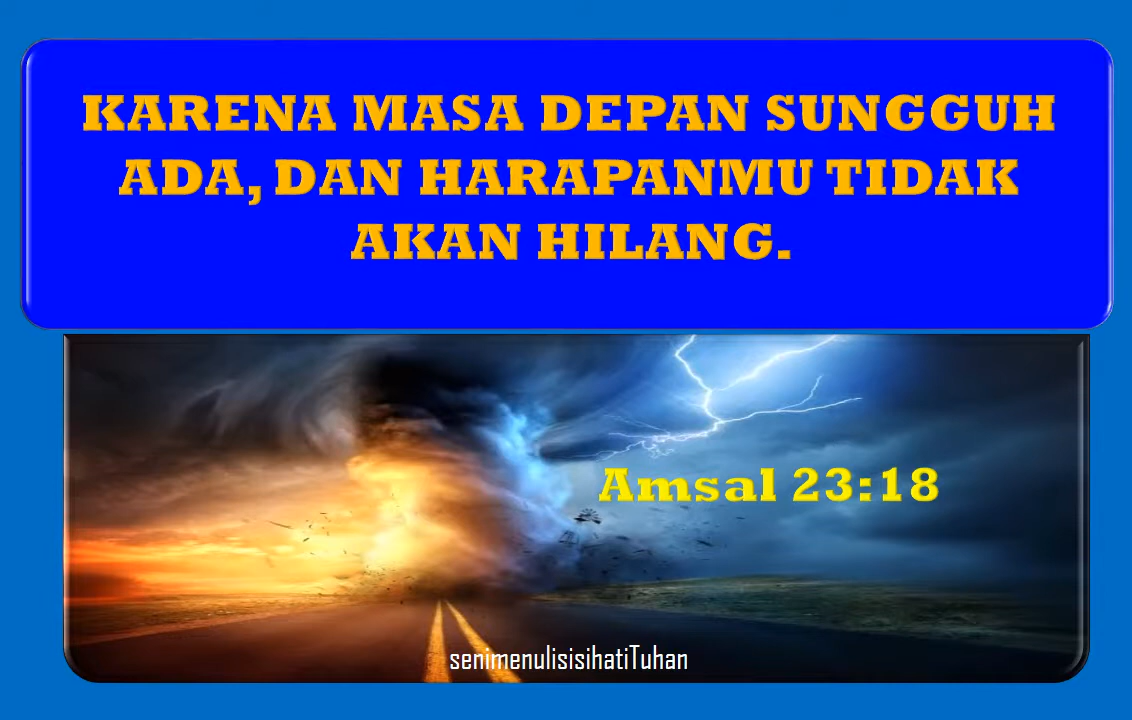 KARENA MASA DEPAN SUNGGUH
ADA, DAN HARAPANMU TIDAK
AKAN HILANG.
Amsal 23:18
senimenulisisihatiTuhan